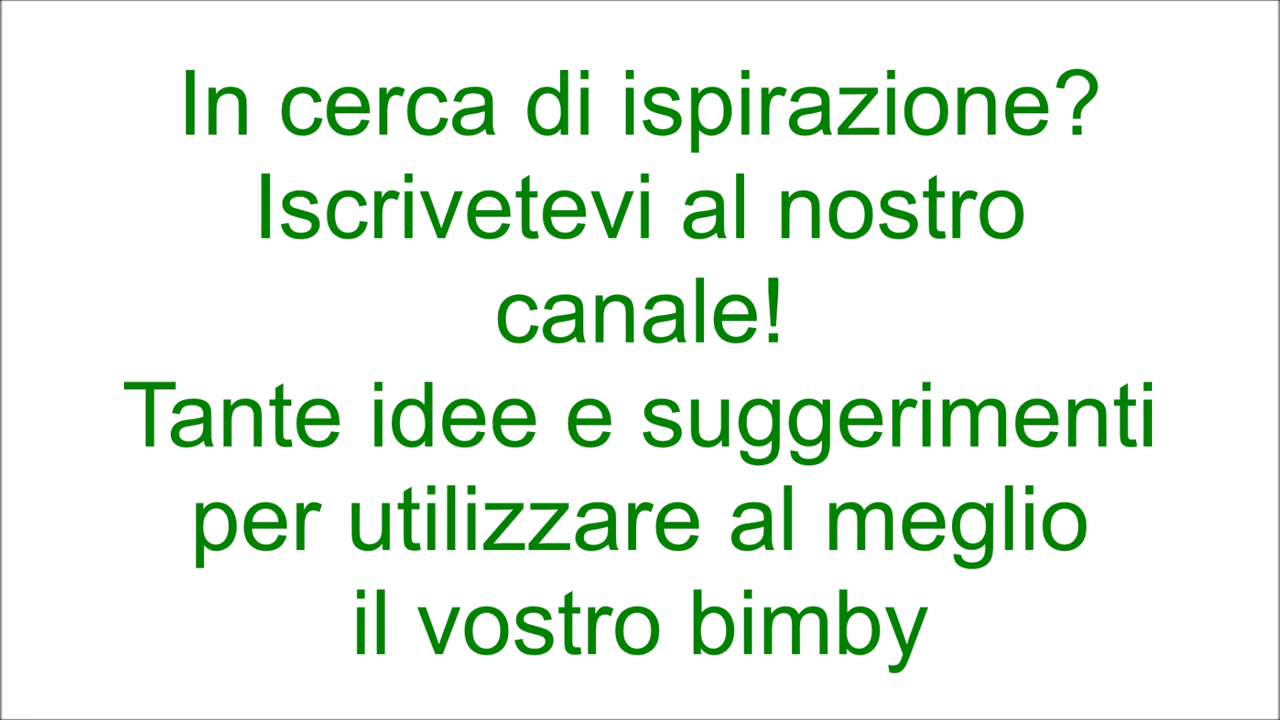 In cerca di ispirazione?
Iscrivetevi al nostro
canale!
Tante idee e suggerimenti
per utilizzare al meglio
il vostro bimby